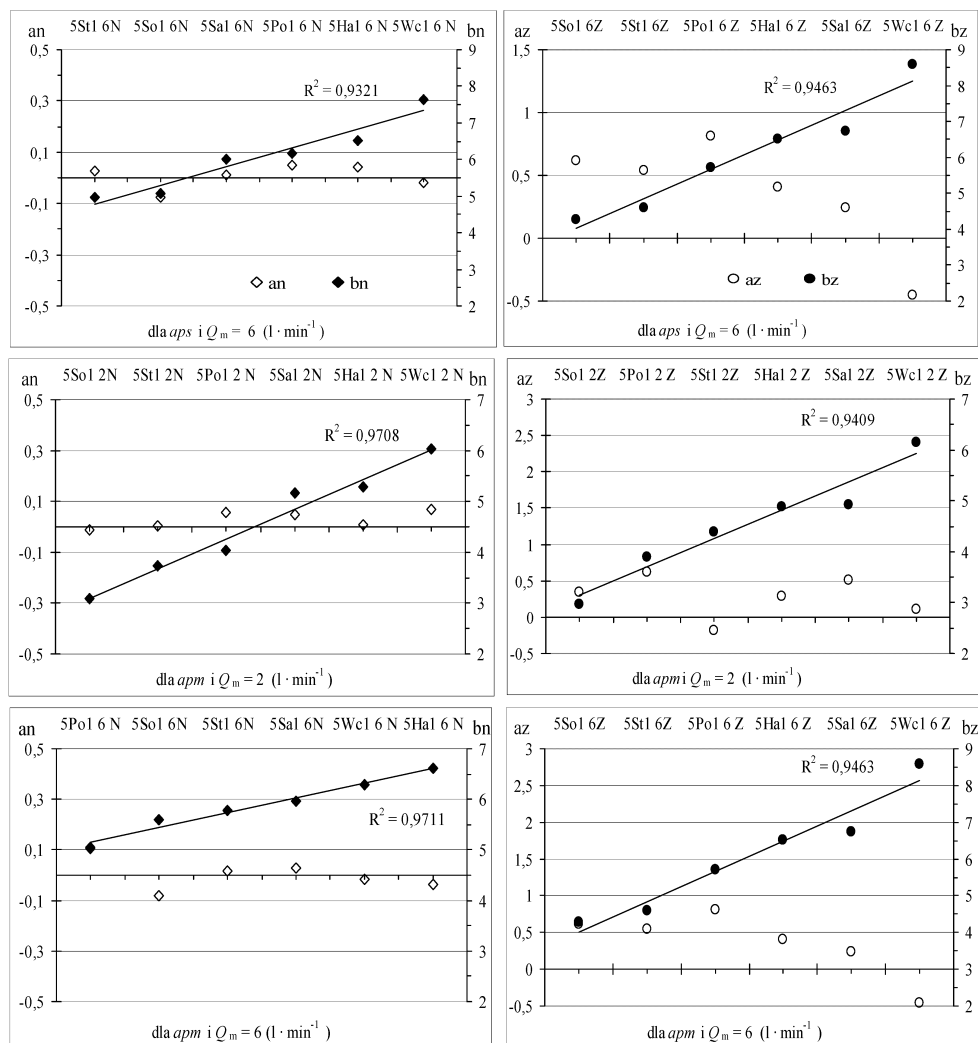 an 5St1 6N 5So1 6N 5Sa1 6N 5Po1 6N 5Ha1 6N 5Wc1 6 N bn
0,5 0,3 0,1 -0,1 -0,3 -0,5
R² = 0,9321
9 8 7 6 5 4 3 2
an bn
dla aps i Qm = 6 (l · min⁻¹)
az 5So1 6Z 5St1 6Z 5Po1 6 Z 5Ha1 6 Z 5Sa1 6Z 5Wc1 6 Z bz
1,5 1 0,5 0 -0,5
R² = 0,9463
9 8 7 6 5 4 3 2
az bz
dla aps i Qm = 6 (l · min⁻¹)
an 5So1 2N 5St1 2N 5Po1 2 N 5Sa1 2N 5Ha1 2 N 5Wc1 2 N bn
0,5 0,3 0,1 -0,1 -0,3 -0,5
R² = 0,9708
7 6 5 4 3 2
dla apm i Qm = 2 (l · min⁻¹)
az 5So1 2Z 5Po1 2 Z 5St1 2Z 5Ha1 2 Z 5Sa1 2Z 5Wc1 2 Z bz
3 2,5 2 1,5 1 0,5 0 -0,5
R² = 0,9409
7 6 5 4 3 2
dla apm i Qm = 2 (l · min⁻¹)
an 5Po1 6 N 5So1 6N 5St1 6N 5Sa1 6N 5Wc1 6 N 5Ha1 6 N bn
0,5 0,3 0,1 -0,1 -0,3 -0,5
R² = 0,9711
7 6 5 4 3 2
dla apm i Qm = 6 (l · min⁻¹)
az 5So1 6Z 5St1 6Z 5Po1 6 Z 5Ha1 6 Z 5Sa1 6Z 5Wc1 6 Z bz
3 2,5 2 1,5 1 0,5 0 -0,5
R² = 0,9463
9 8 7 6 5 4 3 2
dla apm i Qm = 6 (l · min⁻¹)